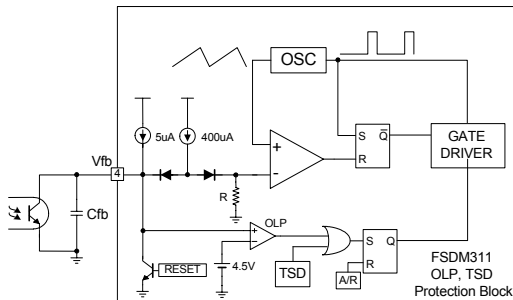 OSC
5uA
400uA
Vfb
4
+
-
S
Q̅
R
GATE
DRIVER
R
Cfb
OLP
+
-
4.5V
RESET
TSD
S
Q
R
A/R
FSDM311
OLP, TSD
Protection Block